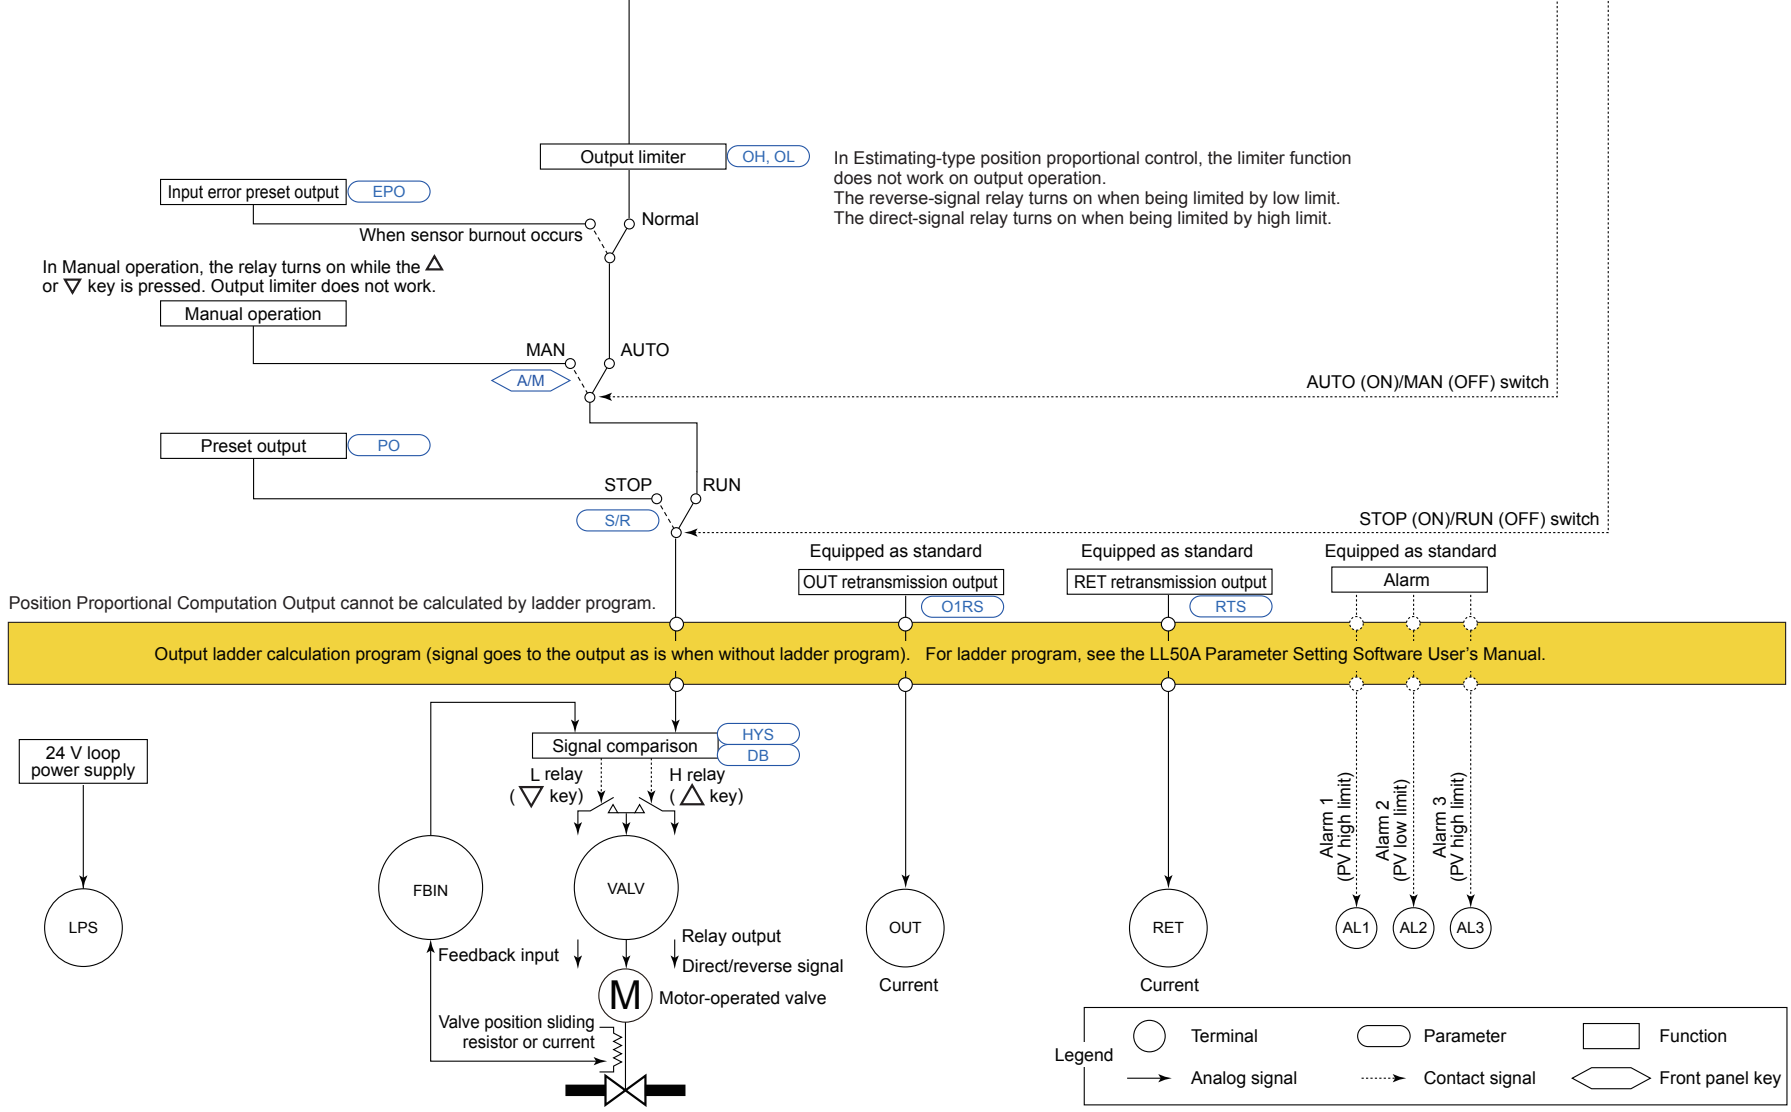 Output limiter
OH, OL
In Estimating-type position proportional control, the limiter function
does not work on output operation.
The reverse-signal relay turns on when being limited by low limit.
The direct-signal relay turns on when being limited by high limit.
Input error preset output
EPO
Normal
When sensor burnout occurs
In Manual operation, the relay turns on while the △
or ▽ key is pressed. Output limiter does not work.
Manual operation
MAN
AUTO
A/M
AUTO (ON)/MAN (OFF) switch
Preset output
PO
STOP
RUN
S/R
STOP (ON)/RUN (OFF) switch
Equipped as standard
Equipped as standard
Equipped as standard
OUT retransmission output
RET retransmission output
Alarm
O1RS
RTS
Position Proportional Computation Output cannot be calculated by ladder program.
Output ladder calculation program (signal goes to the output as is when without ladder program). For ladder program, see the LL50A Parameter Setting Software User's Manual.
24 V loop
power supply
Signal comparison
HYS
DB
L relay
(▽ key)
H relay
(△ key)
Alarm 1
(PV high limit)
Alarm 2
(PV low limit)
Alarm 3
(PV high limit)
LPS
FBIN
VALV
OUT
RET
AL1
AL2
AL3
Feedback input
Relay output
Direct/reverse signal
Current
Current
M
Motor-operated valve
Valve position sliding
resistor or current
Legend
Terminal
Parameter
Function
Analog signal
Contact signal
Front panel key